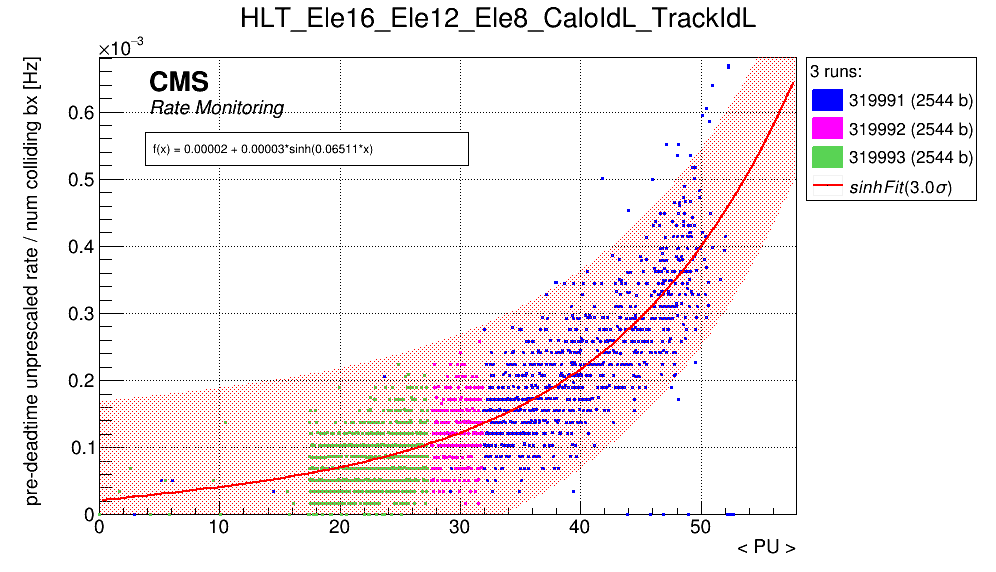 HLT_Ele16_Ele12_Ele8_CaloIdL_TrackIdL
×10⁻³
pre-deadtime unprescaled rate / num colliding bx [Hz]
CMS
Rate Monitoring
f(x) = 0.00002 + 0.00003*sinh(0.06511*x)
3 runs:
319991 (2544 b)
319992 (2544 b)
319993 (2544 b)
sinhFit(3.0σ)
0.6
0.5
0.4
0.3
0.2
0.1
0
0 10 20 30 40 50
< PU >